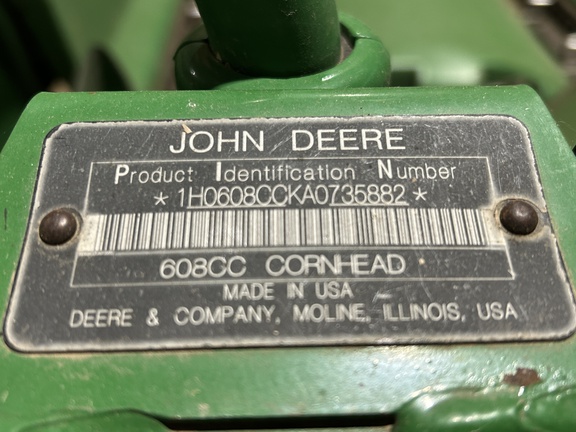 JOHN DEERE
Product Identification Number
*1H0608CCKA0735882*
608CC CORNHEAD
MADE IN USA
DEERE & COMPANY, MOLINE, ILLINOIS, USA